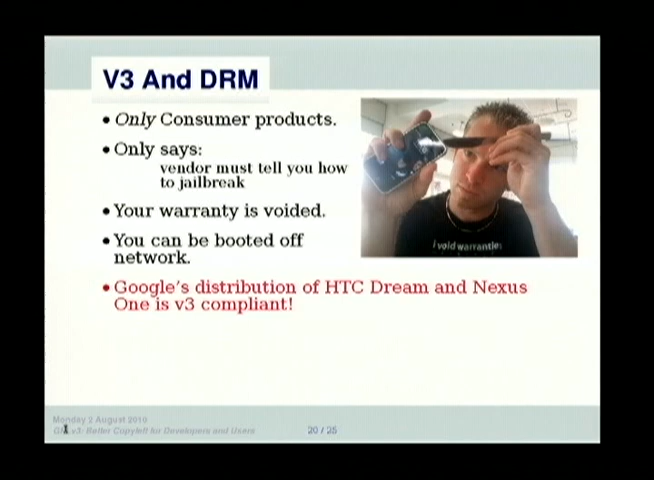 V3 And DRM
• Only Consumer products.
• Only says:
vendor must tell you how
to jailbreak
• Your warranty is voided.
• You can be booted off
network.
i void warranties
• Google's distribution of HTC Dream and Nexus
One is v3 compliant!
Monday 2 August 2010
v3: Better Copyleft for Developers and Users
20 / 25